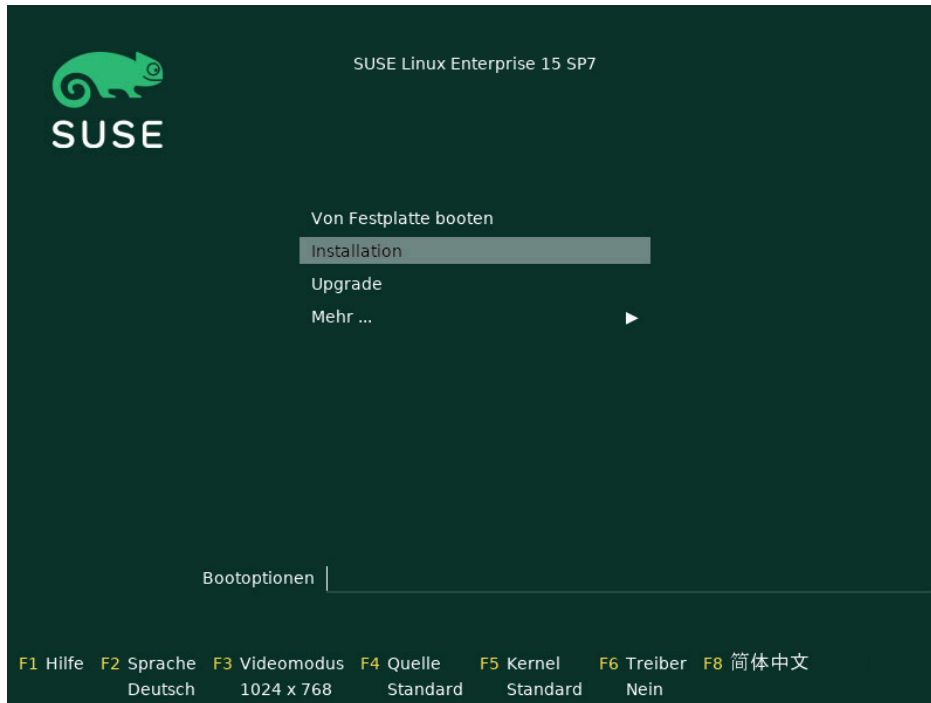 SUSE Linux Enterprise 15 SP7
SUSE
Von Festplatte booten
Installation
Upgrade
Mehr ...
Bootoptionen
F1 Hilfe F2 Sprache F3 Videomodus F4 Quelle F5 Kernel F6 Treiber F8 简体中文
Deutsch 1024 x 768 Standard Standard Nein